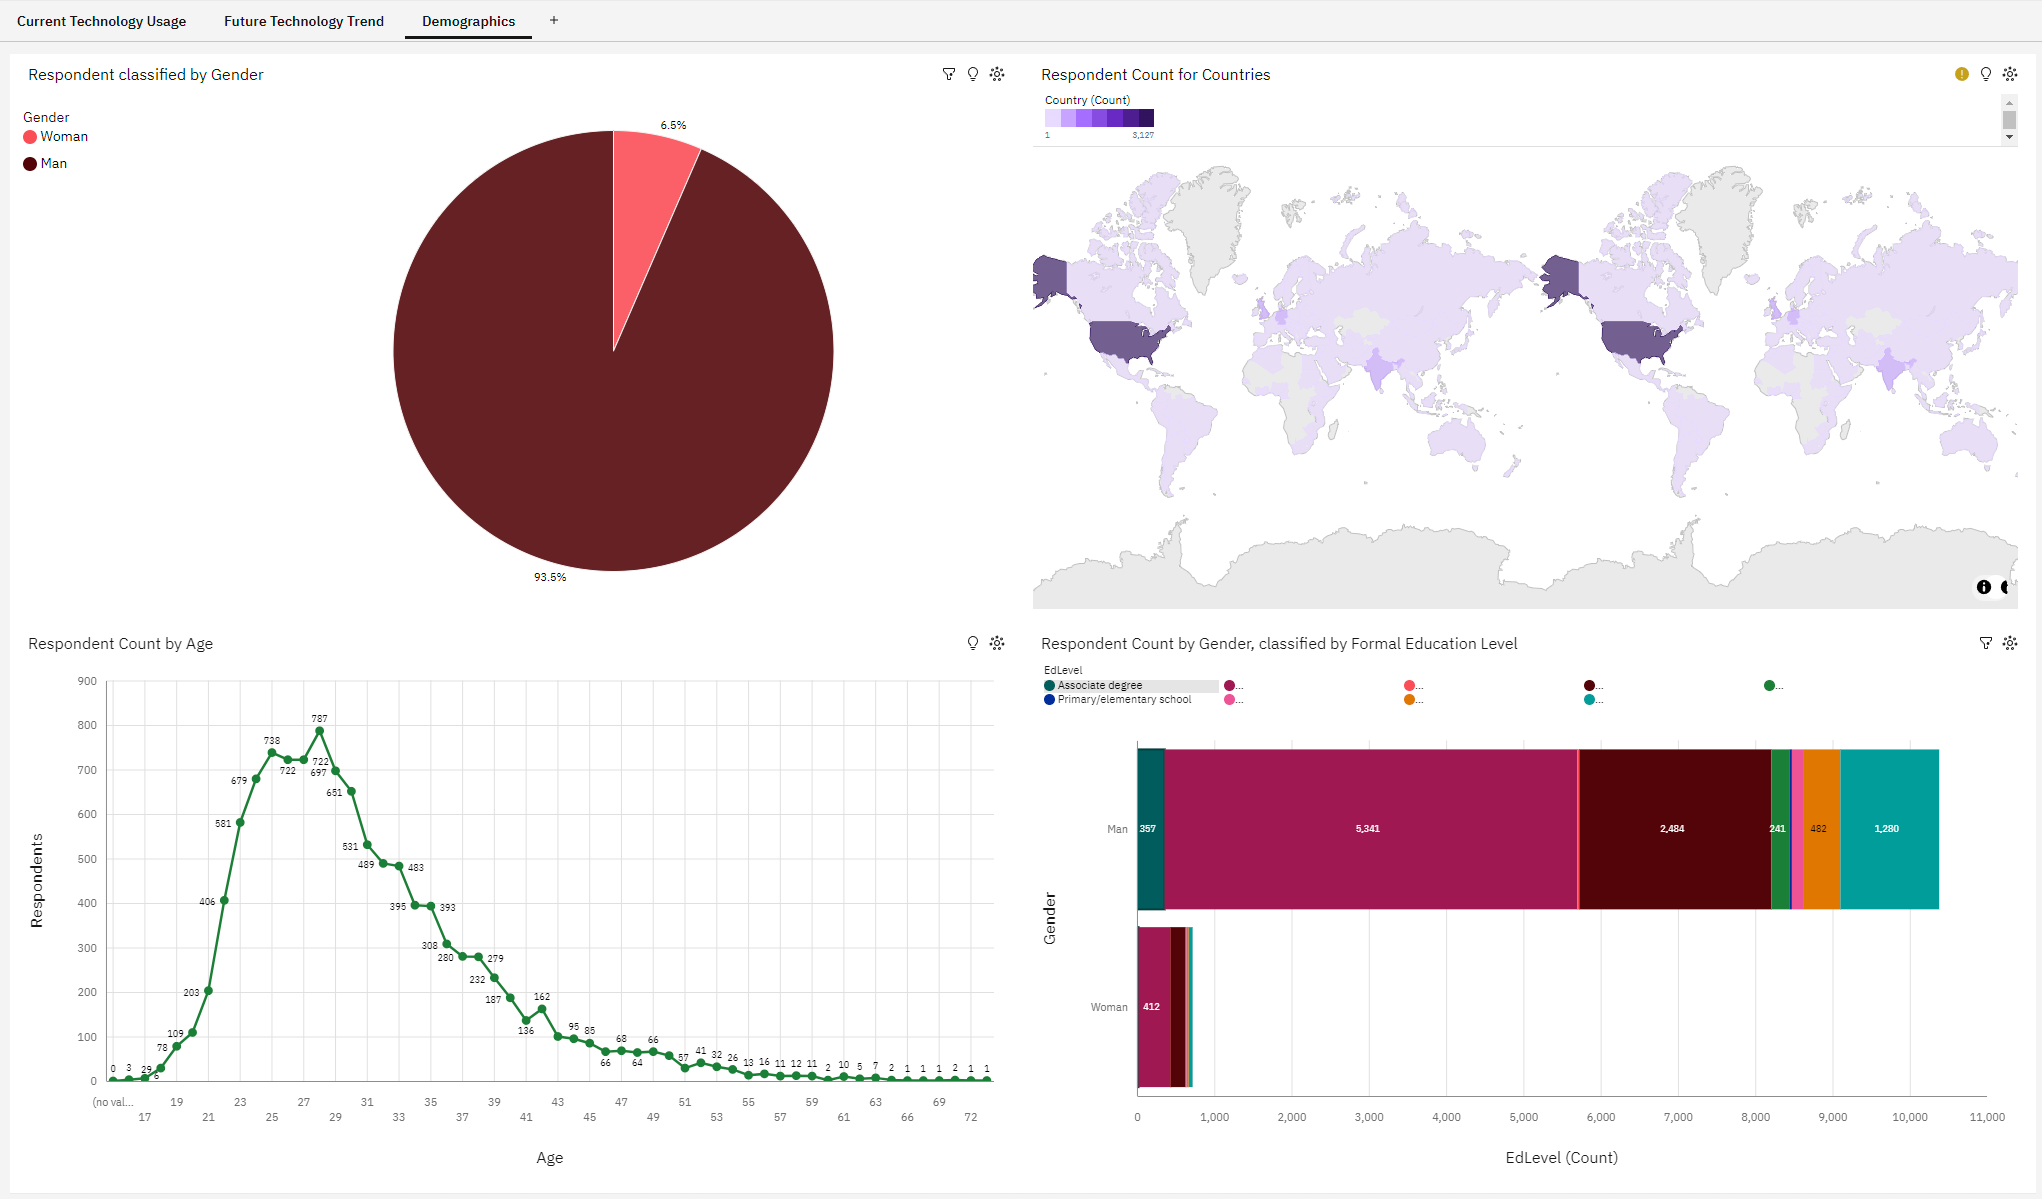 Current Technology Usage Future Technology Trend Demographics +
Respondent classified by Gender
Gender
Woman
Man
6.5%
93.5%
Respondent Count for Countries
Country (Count)
1 3,127
Respondent Count by Age
Respondents
900
800
700
600
500
400
300
200
100
0
0 3 6 29 78 109 203 406 581 679 738 722 722 787 697 651 531 489 483 395 393 308 280 279 232 187 136 162 95 85 66 68 64 66 57 41 32 26 13 16 11 12 11 2 10 5 7 2 1 1 1 2 1 1
(no val... 19 23 27 31 35 39 43 47 51 55 59 63 69
17 21 25 29 33 37 41 45 49 53 57 61 66 72
Age
Respondent Count by Gender, classified by Formal Education Level
EdLevel
Associate degree ... ... ... ...
Primary/elementary school ... ... ...
Gender
Man 357 5,341 2,484 241 482 1,280
Woman 412
0 1,000 2,000 3,000 4,000 5,000 6,000 7,000 8,000 9,000 10,000 11,000
EdLevel (Count)